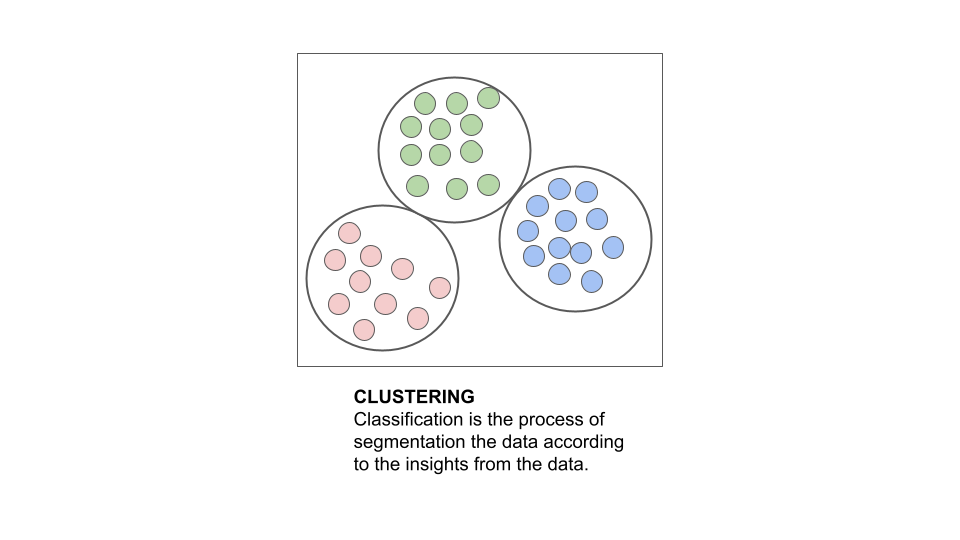 CLUSTERING
Classification is the process of
segmentation the data according
to the insights from the data.